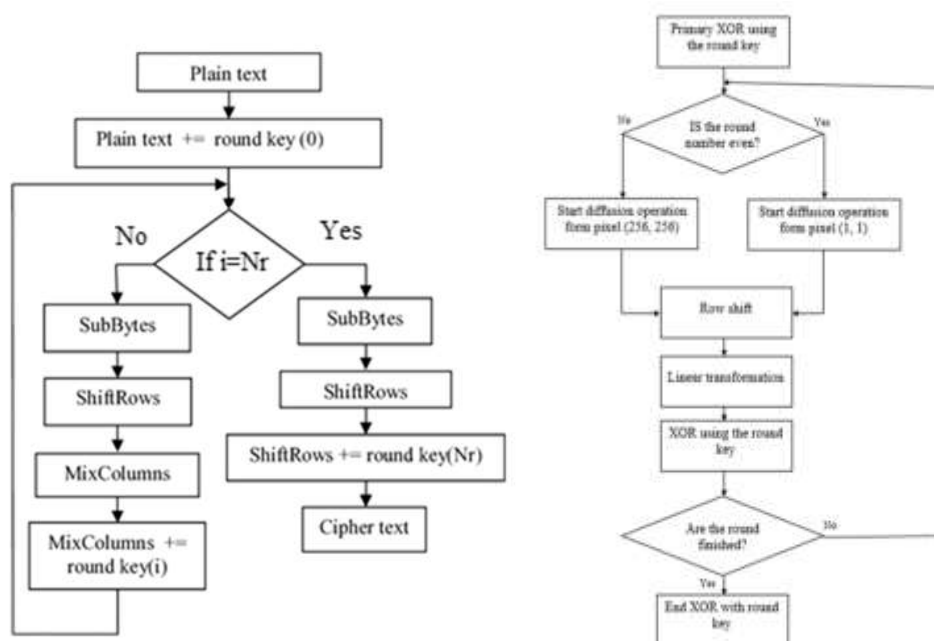 Plain text
Plain text += round key (0)
No
Yes
If i=Nr
SubBytes
ShiftRows
MixColumns
MixColumns +=
round key(i)
SubBytes
ShiftRows
ShiftRows += round key(Nr)
Cipher text
Primary XOR using
the round key
No
Yes
IS the round
number even?
Start diffusion operation
form pixel (256, 256)
Start diffusion operation
form pixel (1, 1)
Row shift
Linear transformation
XOR using the round
key
Are the round
finished?
No
Yes
End XOR with round
key